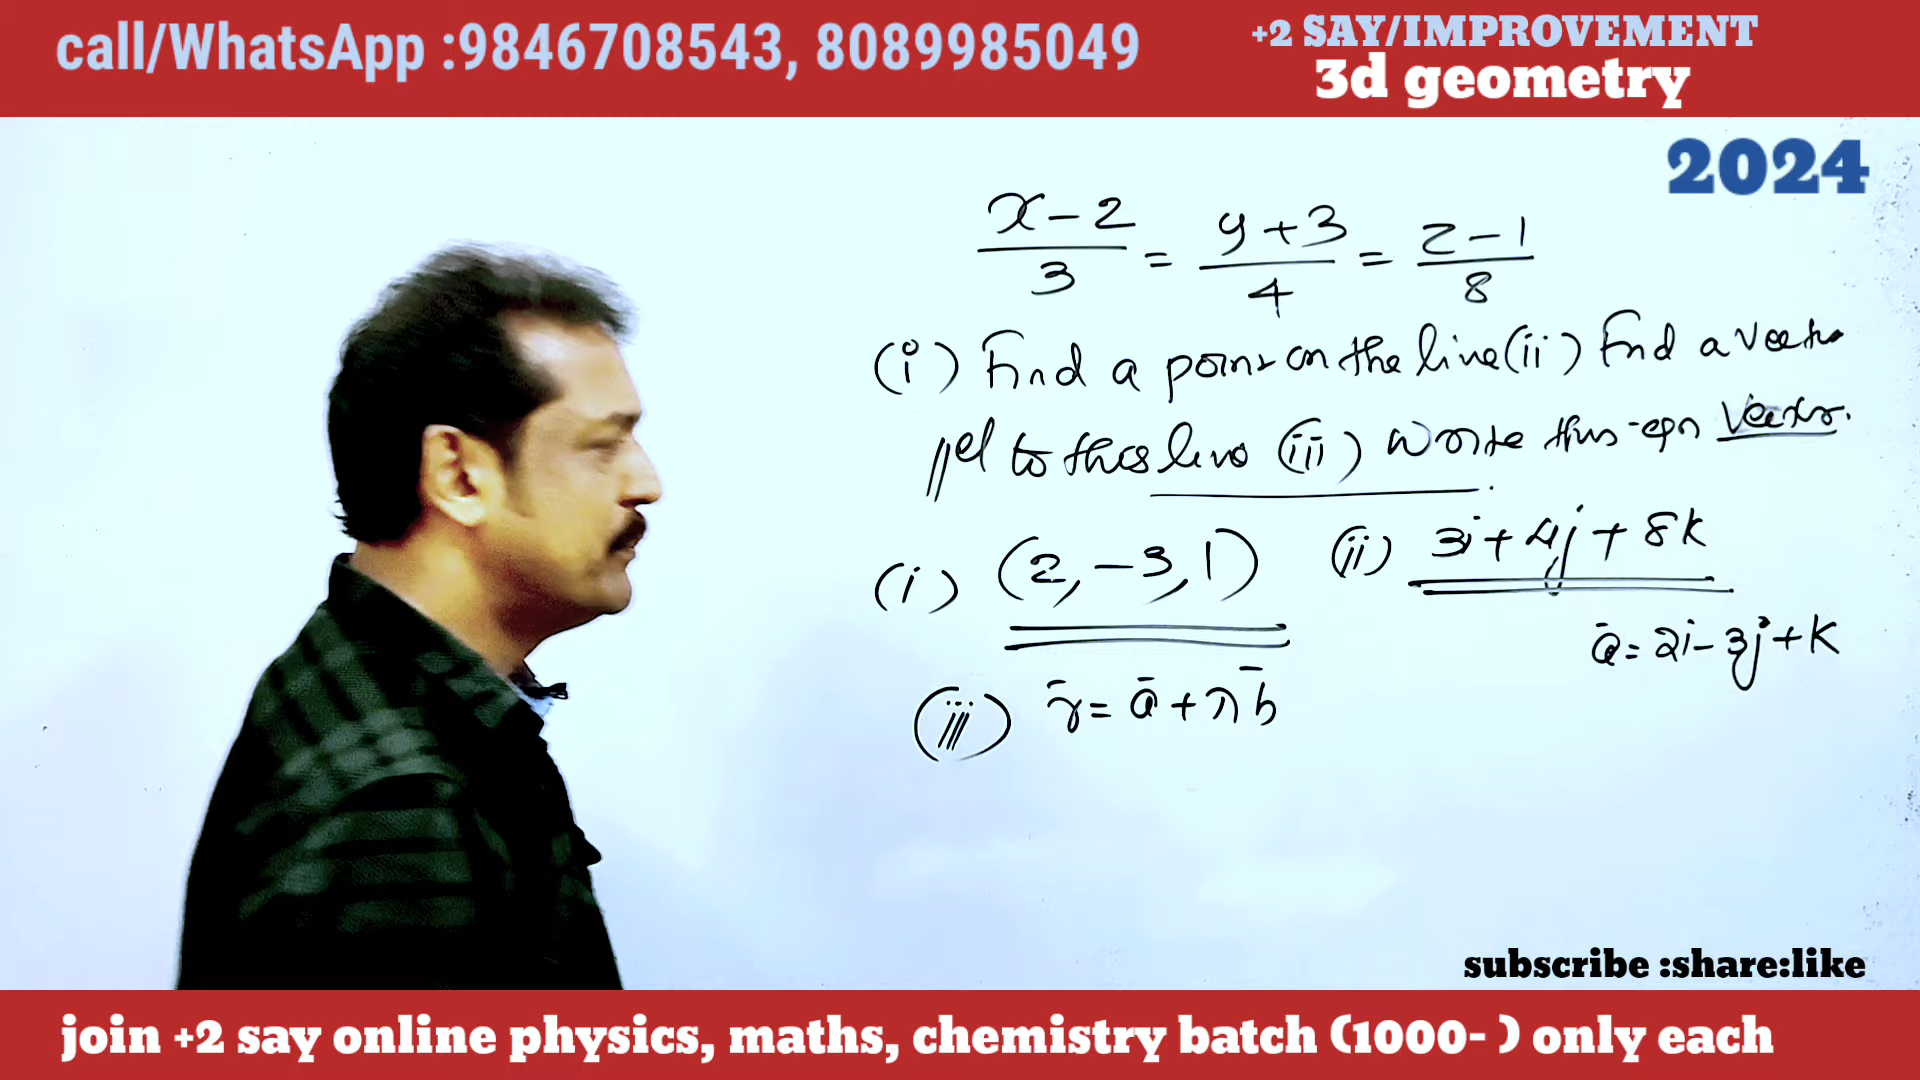 call/WhatsApp :9846708543, 8089985049
+2 SAY/IMPROVEMENT
3d geometry
2024
x-2/3 = y+3/4 = z-1/8
(i) Find a point on the line (ii) Find a vector
||el to this line (iii) Write this eqn Vector.
(i) (2, -3, 1) (ii) 3i + 4j + 8k
ā = 2i - 3j + k
(iii) r̄ = ā + λb̄
subscribe :share:like
join +2 say online physics, maths, chemistry batch (1000- ) only each